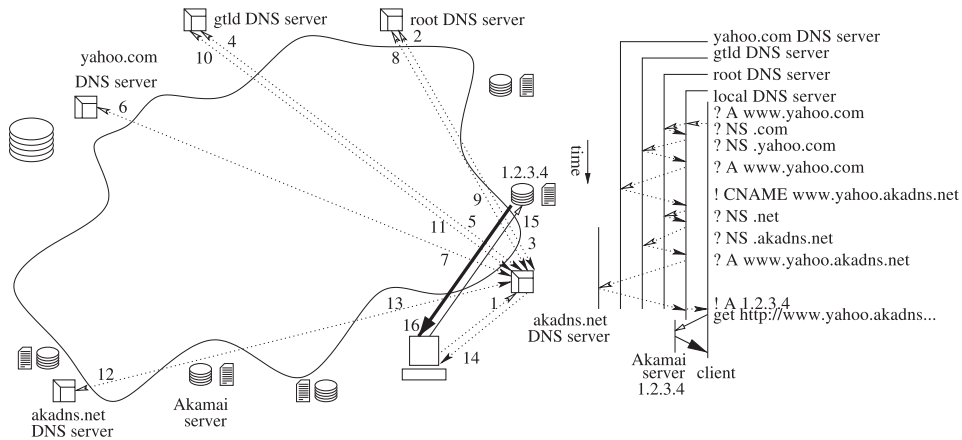 gtld DNS server
root DNS server
4
2
10
8
yahoo.com
DNS server
6
1.2.3.4
9
15
11
5
3
7
13
1
16
14
12
akadns.net
DNS server
Akamai
server
akadns.net
DNS server
time
yahoo.com DNS server
gtld DNS server
root DNS server
local DNS server
? A www.yahoo.com
? NS .com
? NS .yahoo.com
? A www.yahoo.com
! CNAME www.yahoo.akadns.net
? NS .net
? NS .akadns.net
? A www.yahoo.akadns.net
! A 1.2.3.4
get http://www.yahoo.akadns...
Akamai
server
1.2.3.4
client